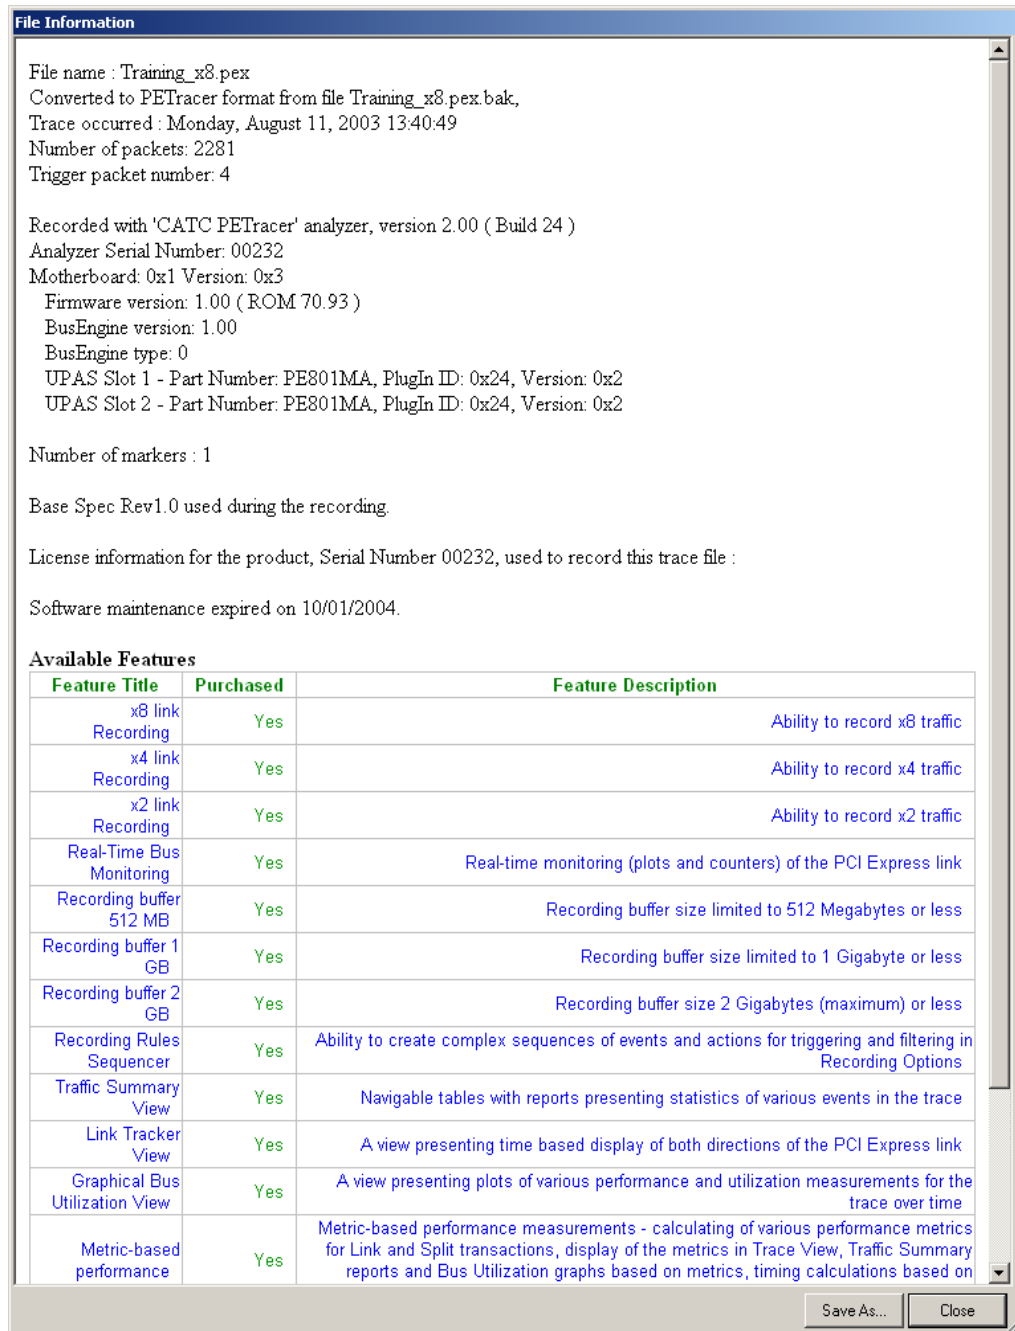 File Information
File name : Training_x8.pex
Converted to PETracer format from file Training_x8.pex.bak,
Trace occurred : Monday, August 11, 2003 13:40:49
Number of packets: 2281
Trigger packet number: 4
Recorded with 'CATC PETracer' analyzer, version 2.00 ( Build 24 )
Analyzer Serial Number: 00232
Motherboard: 0x1 Version: 0x3
Firmware version: 1.00 ( ROM 70.93 )
BusEngine version: 1.00
BusEngine type: 0
UPAS Slot 1 - Part Number: PE801MA, PlugIn ID: 0x24, Version: 0x2
UPAS Slot 2 - Part Number: PE801MA, PlugIn ID: 0x24, Version: 0x2
Number of markers : 1
Base Spec Rev1.0 used during the recording.
License information for the product, Serial Number 00232, used to record this trace file :
Software maintenance expired on 10/01/2004.
Available Features
Feature Title Purchased Feature Description
x8 link
Recording Yes Ability to record x8 traffic
x4 link
Recording Yes Ability to record x4 traffic
x2 link
Recording Yes Ability to record x2 traffic
Real-Time Bus
Monitoring Yes Real-time monitoring (plots and counters) of the PCI Express link
Recording buffer
512 MB Yes Recording buffer size limited to 512 Megabytes or less
Recording buffer 1
GB Yes Recording buffer size limited to 1 Gigabyte or less
Recording buffer 2
GB Yes Recording buffer size 2 Gigabytes (maximum) or less
Recording Rules
Sequencer Yes Ability to create complex sequences of events and actions for triggering and filtering in
Recording Options
Traffic Summary
View Yes Navigable tables with reports presenting statistics of various events in the trace
Link Tracker
View Yes A view presenting time based display of both directions of the PCI Express link
Graphical Bus
Utilization View Yes A view presenting plots of various performance and utilization measurements for the
trace over time
Metric-based
performance Yes Metric-based performance measurements - calculating of various performance metrics
for Link and Split transactions, display of the metrics in Trace View, Traffic Summary
reports and Bus Utilization graphs based on metrics, timing calculations based on
Save As... Close